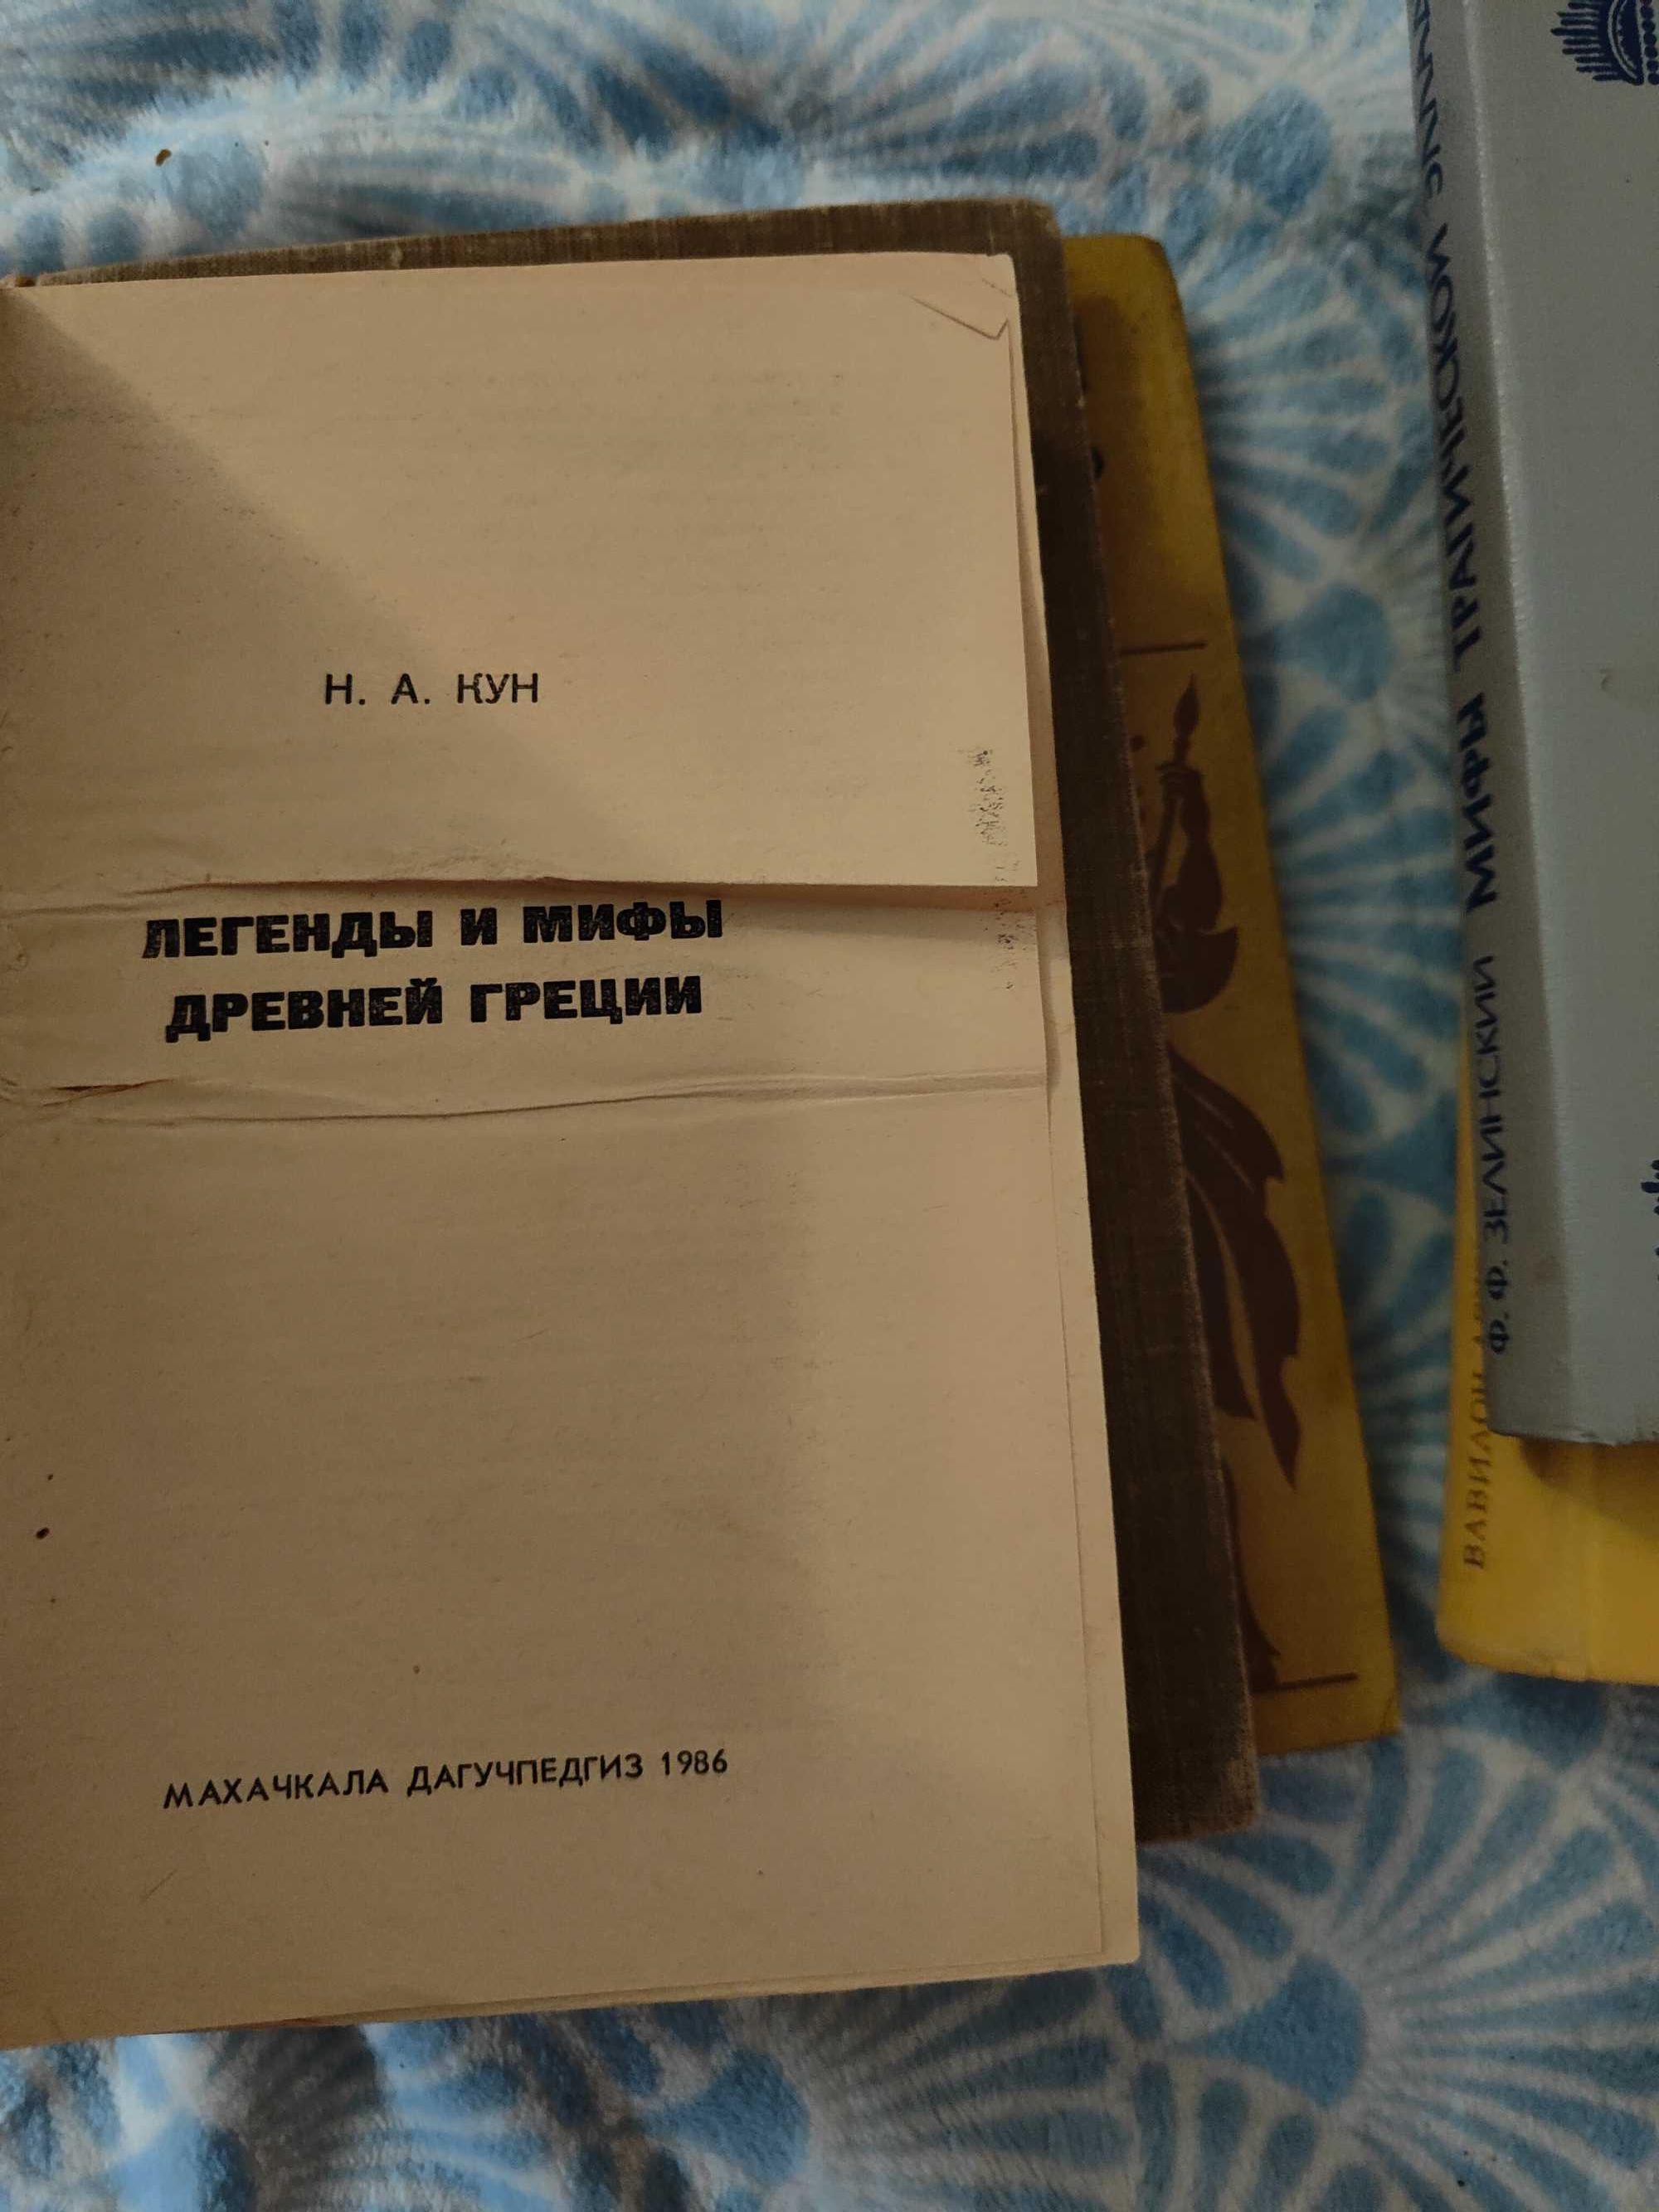 Н. А. КУН
ЛЕГЕНДЫ И МИФЫ
ДРЕВНЕЙ ГРЕЦИИ
МАХАЧКАЛА ДАГУЧПЕДГИЗ 1986
Ф. Ф. ЗЕЛИНСКИЙ МИФЫ ТРАГИЧЕСКОЙ ЭЛЛАДЫ
ВАВИЛОН